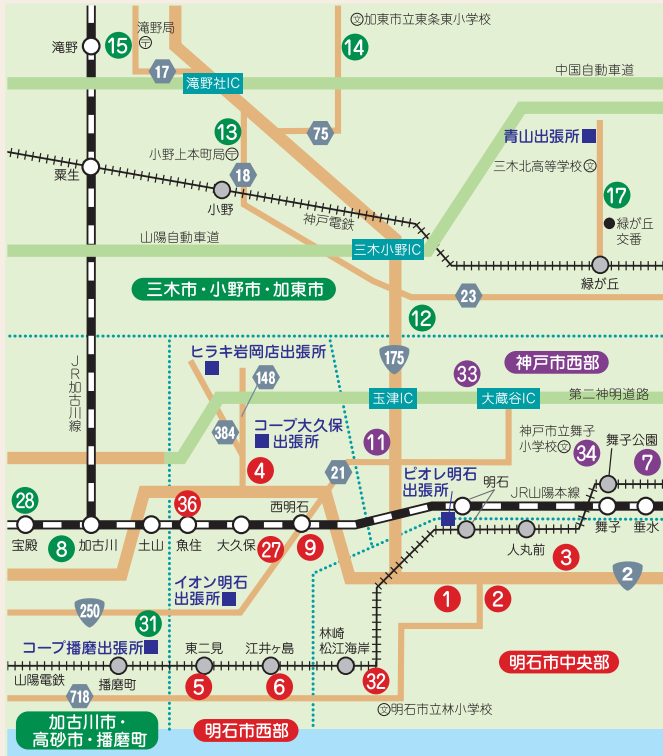 滝野局
〒
文加東市立東条東小学校
滝野
15
14
17
滝野社IC
中国自動車道
13
75
小野上本町局〒
青山出張所
粟生
18
三木北高等学校文
小野
17
神戸電鉄
緑が丘
交番
山陽自動車道
三木小野IC
緑が丘
三木市・小野市・加東市
23
12
ヒラキ岩岡店出張所
175
神戸市西部
JR加古川線
148
33
玉津IC
大蔵谷IC
第二神明道路
384
コープ大久保
出張所
11
神戸市立舞子
小学校文
舞子公園
4
21
34
7
ピオレ明石
出張所
明石
28
36
西明石
JR山陽本線
宝殿
8
加古川
土山
魚住
大久保
27
9
人丸前
舞子
垂水
3
イオン明石
出張所
2
250
31
1
2
コープ播磨出張所
東二見
江井ヶ島
林崎
松江海岸
山陽電鉄
播磨町
5
6
32
明石市中央部
718
文明石市立林小学校
加古川市・
高砂市・播磨町
明石市西部